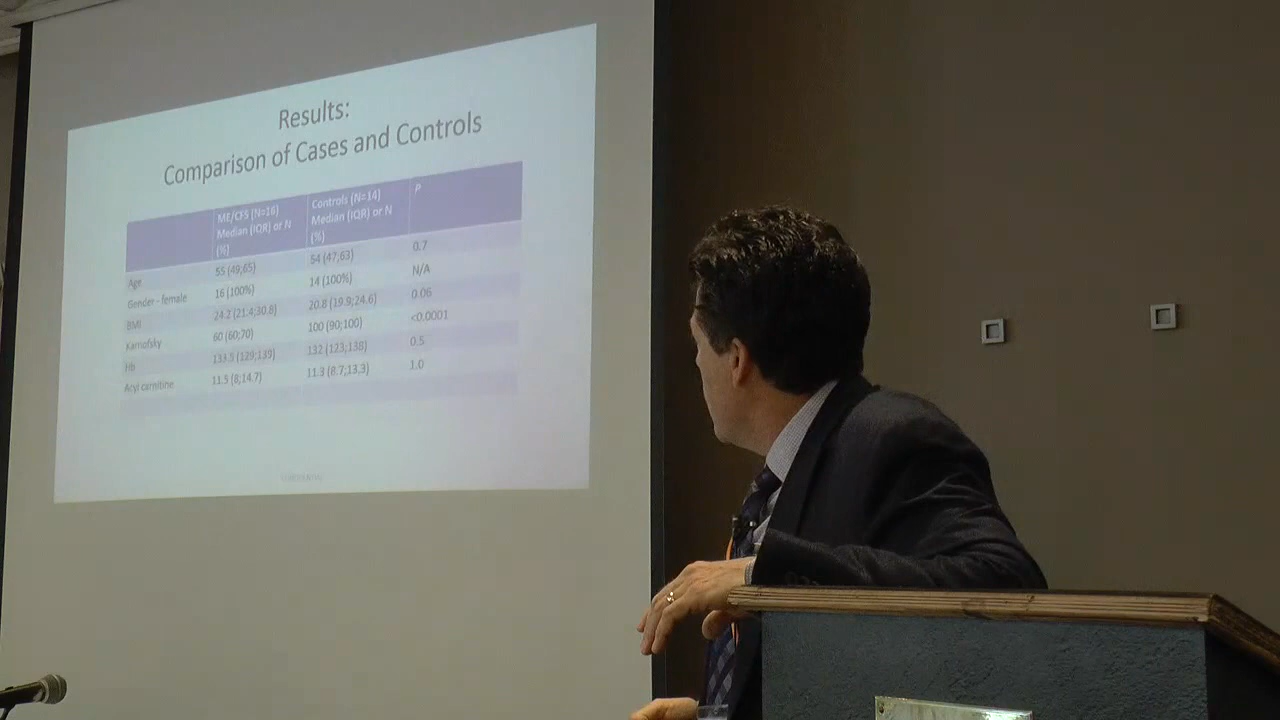 Results:
Comparison of Cases and Controls
ME/CFS (N=16) Median (IQR) or N (%) Controls (N=14) Median (IQR) or N (%) P
Age 55 (49;65) 54 (47;63) 0.7
Gender - female 16 (100%) 14 (100%) N/A
BMI 24.2 (21.4;30.8) 20.8 (19.9;24.6) 0.06
Karnofsky 60 (60;70) 100 (90;100) <0.0001
Hb 133.5 (129;139) 132 (123;138) 0.5
Acyl carnitine 11.5 (8;14.7) 11.3 (8.7;13.3) 1.0